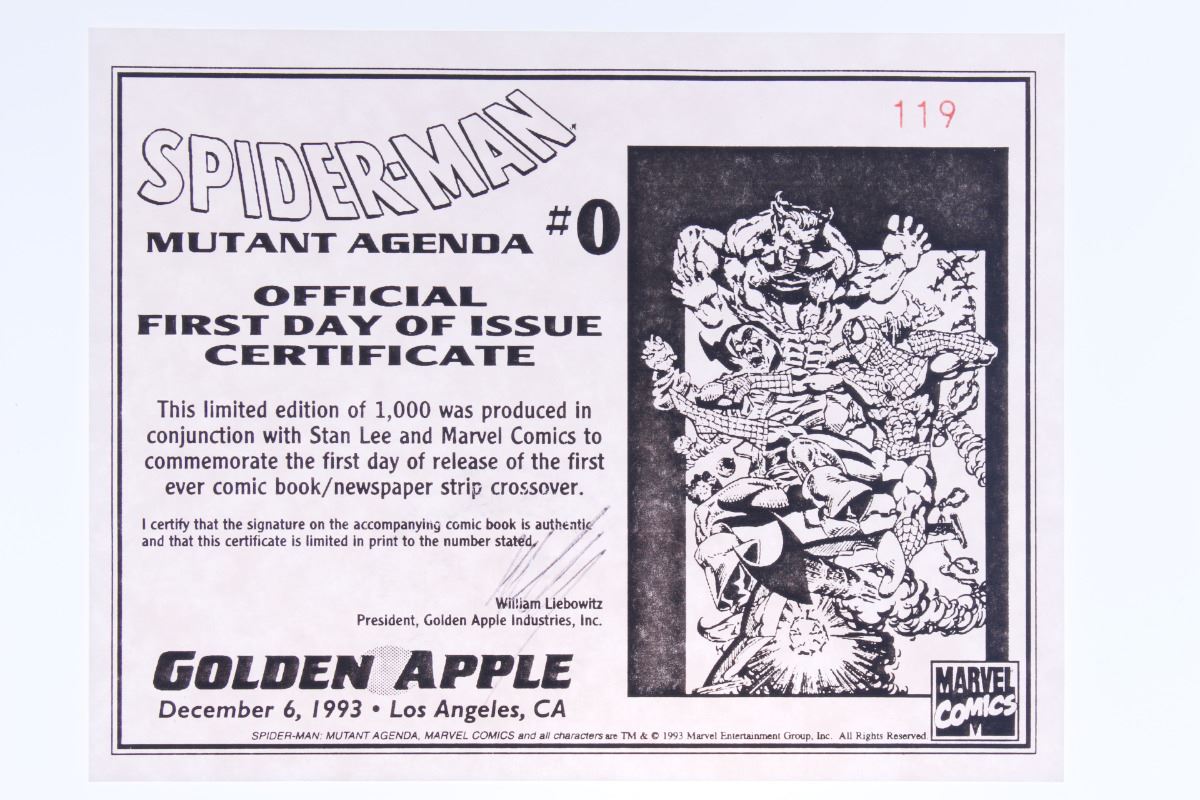 119
SPIDER-MAN
MUTANT AGENDA #0
OFFICIAL
FIRST DAY OF ISSUE
CERTIFICATE
This limited edition of 1,000 was produced in
conjunction with Stan Lee and Marvel Comics to
commemorate the first day of release of the first
ever comic book/newspaper strip crossover.
I certify that the signature on the accompanying comic book is authentic
and that this certificate is limited in print to the number stated.
William Liebowitz
President, Golden Apple Industries, Inc.
GOLDEN APPLE
December 6, 1993 • Los Angeles, CA
MARVEL
COMICS
M
SPIDER-MAN: MUTANT AGENDA, MARVEL COMICS and all characters are TM & © 1993 Marvel Entertainment Group, Inc. All Rights Reserved